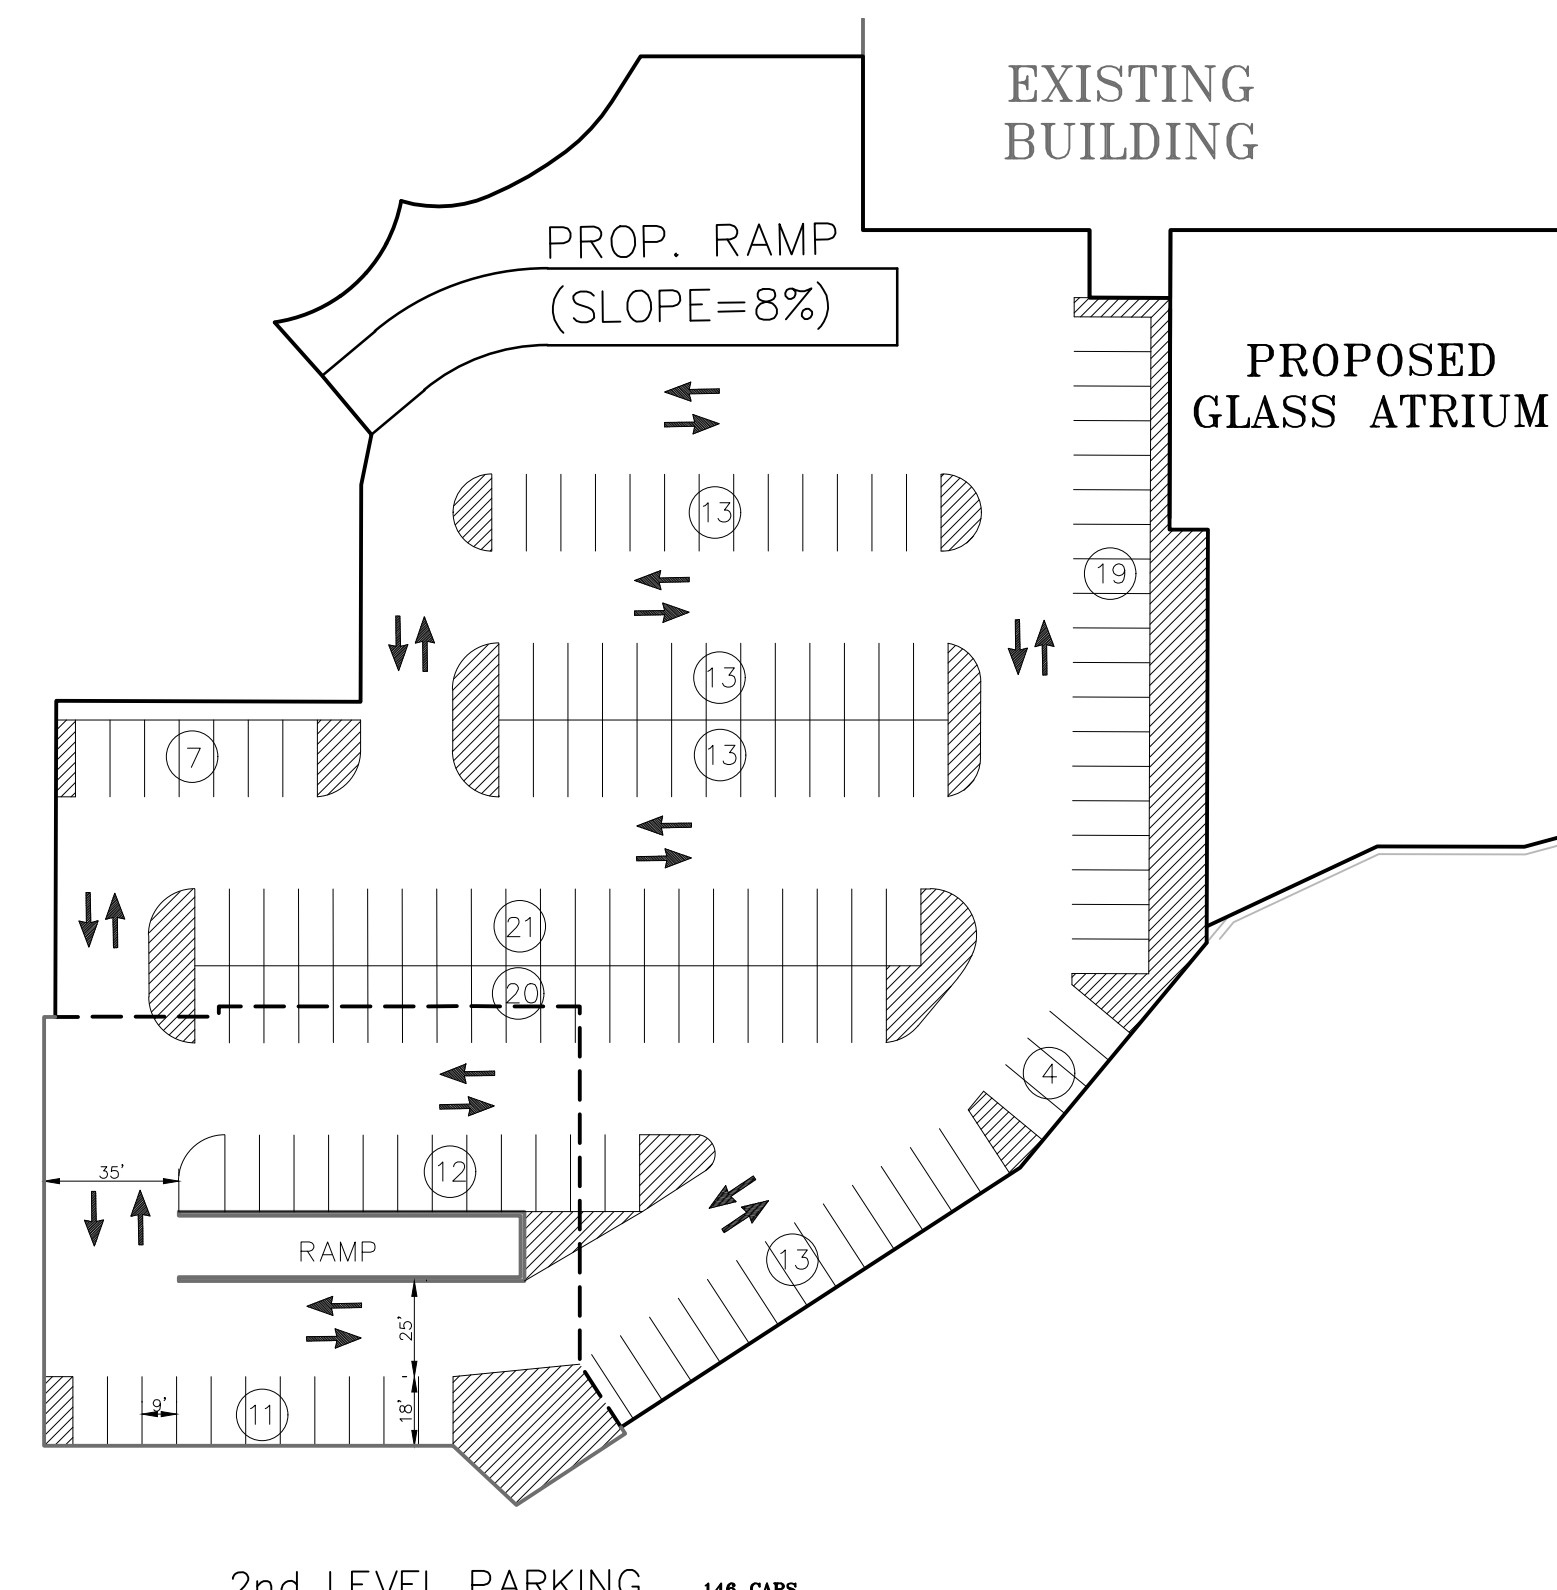 EXISTING
BUILDING
PROP. RAMP
(SLOPE=8%)
PROPOSED
GLASS ATRIUM
13
19
13
13
7
21
20
4
12
35'
RAMP
13
25'
9'
11
18'
2nd LEVEL PARKING 146 CARS